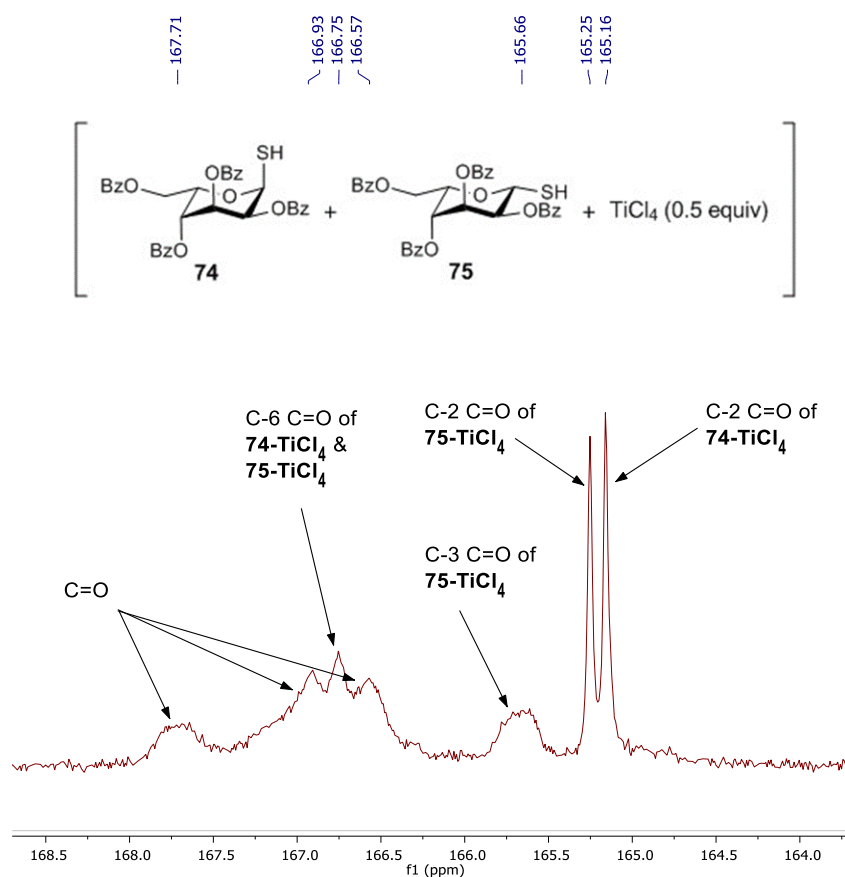 167.71
166.93
166.75
166.57
165.66
165.25
165.16
SH
OBz
BzO
O
OBz
BzO
74
+
OBz
BzO
O
SH
OBz
BzO
75
+ TiCl4 (0.5 equiv)
C-6 C=O of
74-TiCl4 &
75-TiCl4
C-2 C=O of
75-TiCl4
C-2 C=O of
74-TiCl4
C-3 C=O of
75-TiCl4
C=O
168.5 168.0 167.5 167.0 166.5 166.0 165.5 165.0 164.5 164.0
f1 (ppm)